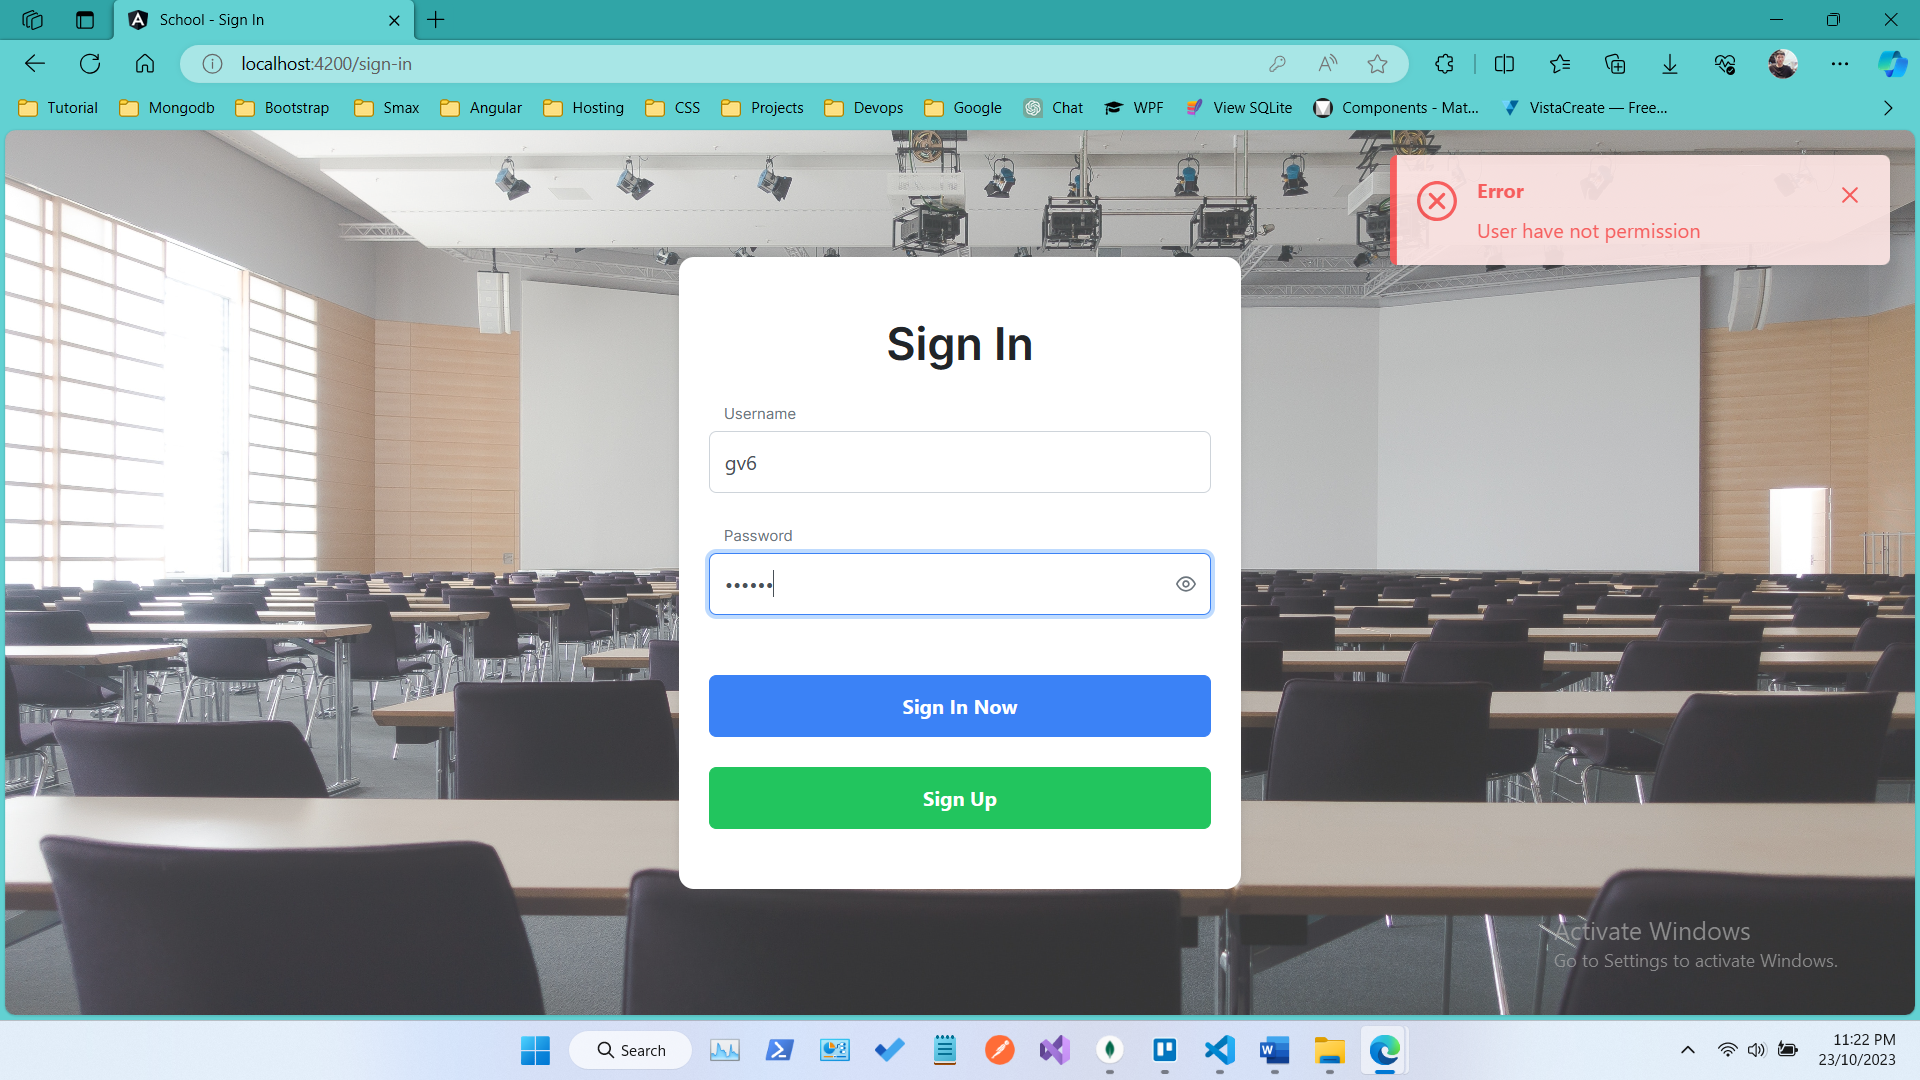 School - Sign In
localhost:4200/sign-in
Tutorial Mongodb Bootstrap Smax Angular Hosting CSS Projects Devops Google Chat WPF View SQLite Components - Mat... VistaCreate — Free...
Error
User have not permission
Sign In
Username
gv6
Password
••••••
Sign In Now
Sign Up
Activate Windows
Go to Settings to activate Windows.
Search
11:22 PM
23/10/2023